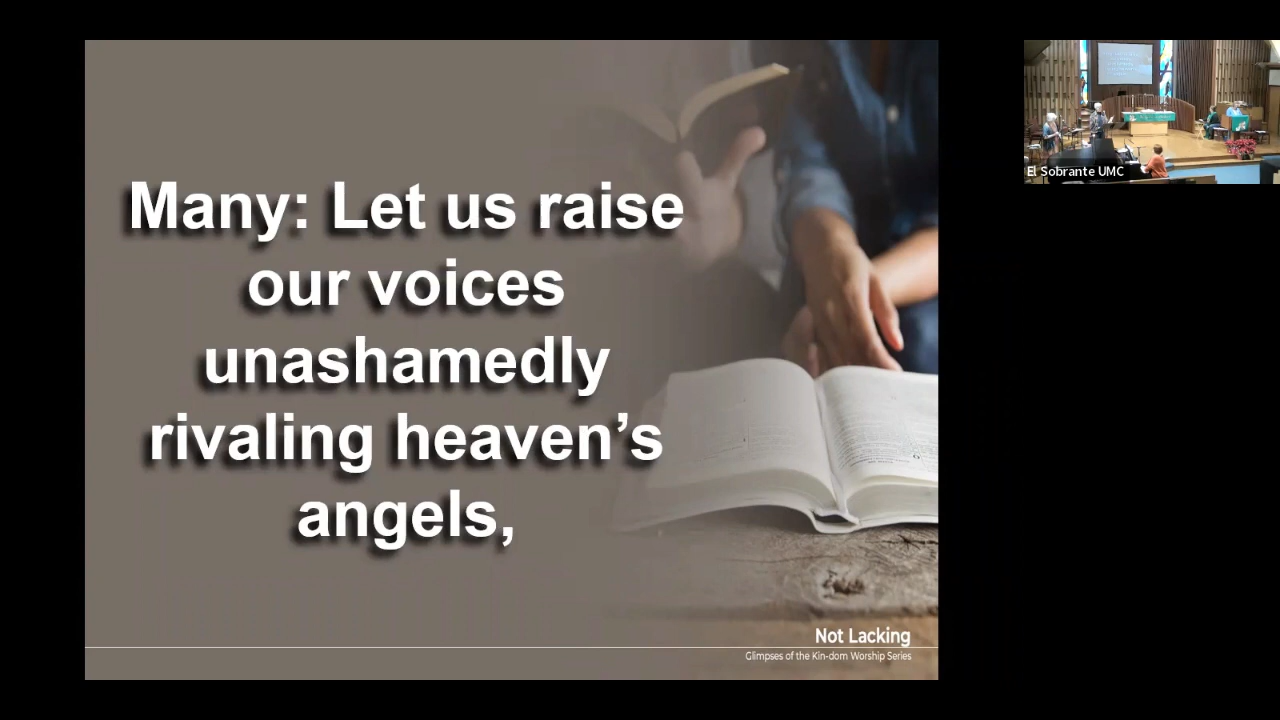 Many: Let us raise
our voices
unashamedly
rivaling heaven’s
angels,
Not Lacking
Glimpses of the Kin-dom Worship Series
El Sobrante UMC